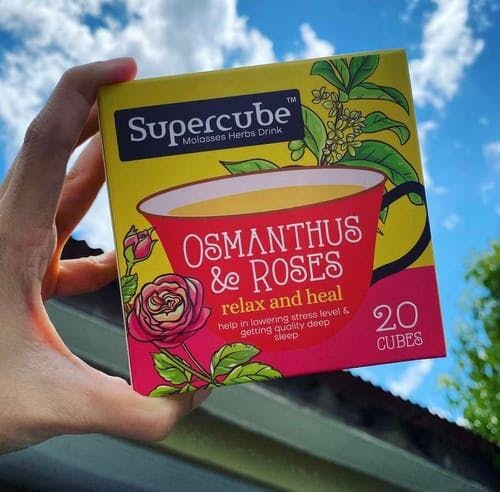 Supercube™
Molasses Herbs Drink
OSMANTHUS
& ROSES
relax and heal
help in lowering stress level &
getting quality deep
sleep
20
CUBES